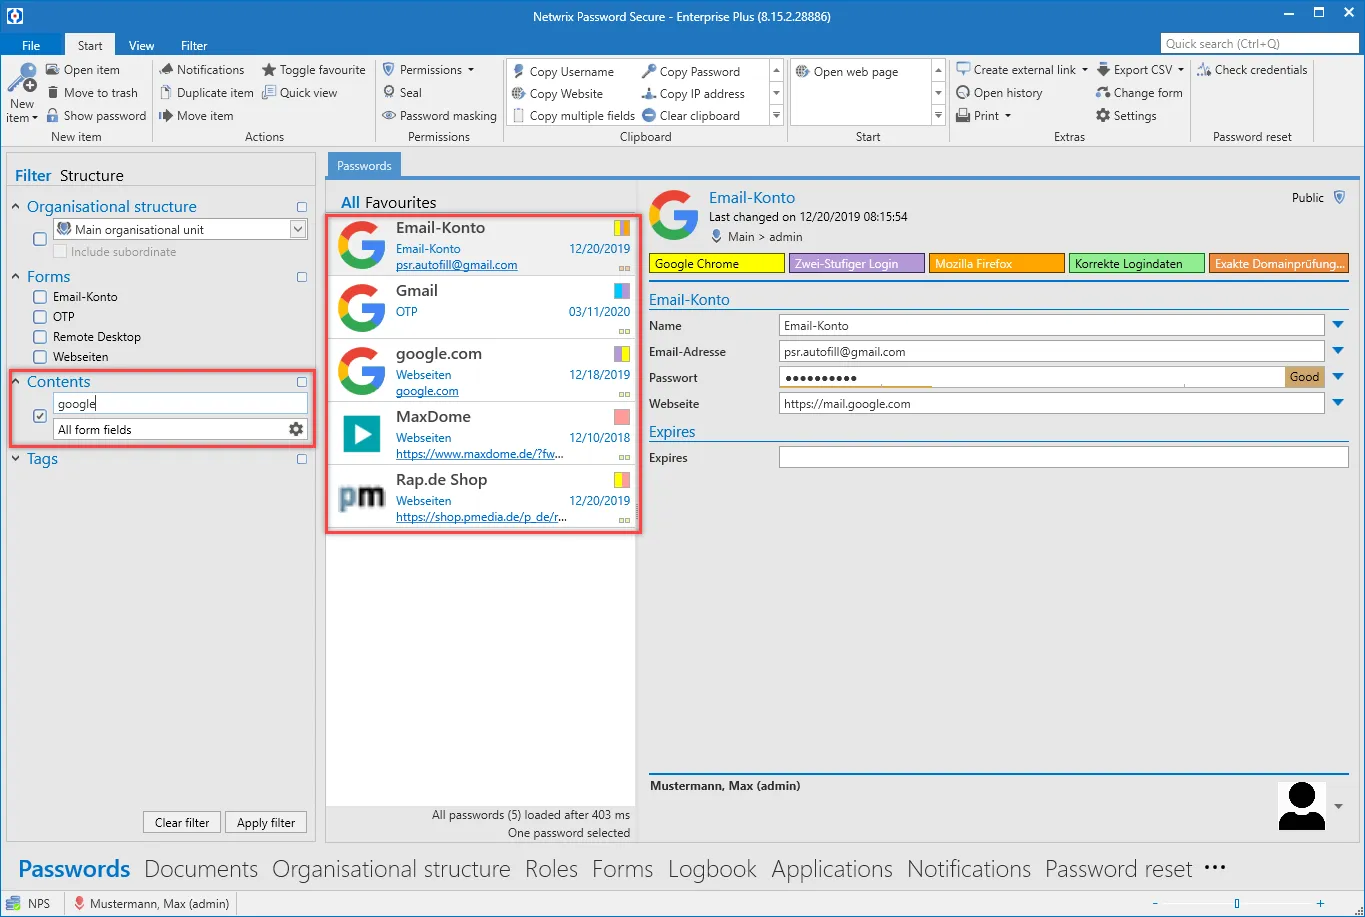 Netwrix Password Secure - Enterprise Plus (8.15.2.28886)
File Start View Filter
Quick search (Ctrl+Q)
New item
Open item
Move to trash
Show password
New item
Notifications
Duplicate item
Move item
Toggle favourite
Quick view
Actions
Permissions
Seal
Password masking
Permissions
Copy Username
Copy Website
Copy multiple fields
Copy Password
Copy IP address
Clear clipboard
Clipboard
Open web page
Start
Create external link
Open history
Print
Export CSV
Change form
Settings
Extras
Check credentials
Password reset
Filter Structure
Organisational structure
Main organisational unit
Include subordinate
Forms
Email-Konto
OTP
Remote Desktop
Webseiten
Contents
google
All form fields
Tags
Clear filter Apply filter
Passwords
All Favourites
Email-Konto
Email-Konto 12/20/2019
psr.autofill@gmail.com
Gmail
OTP 03/11/2020
google.com
Webseiten 12/18/2019
google.com
MaxDome
Webseiten 12/10/2018
https://www.maxdome.de/?fw...
pm
Rap.de Shop
Webseiten 12/20/2019
https://shop.pmedia.de/p_de/r...
All passwords (5) loaded after 403 ms
One password selected
Email-Konto
Last changed on 12/20/2019 08:15:54
Main > admin
Public
Google Chrome Zwei-Stufiger Login Mozilla Firefox Korrekte Logindaten Exakte Domainprüfung...
Email-Konto
Name Email-Konto
Email-Adresse psr.autofill@gmail.com
Passwort ●●●●●●●●●● Good
Webseite https://mail.google.com
Expires
Expires
Mustermann, Max (admin)
Passwords Documents Organisational structure Roles Forms Logbook Applications Notifications Password reset ···
NPS Mustermann, Max (admin) - +